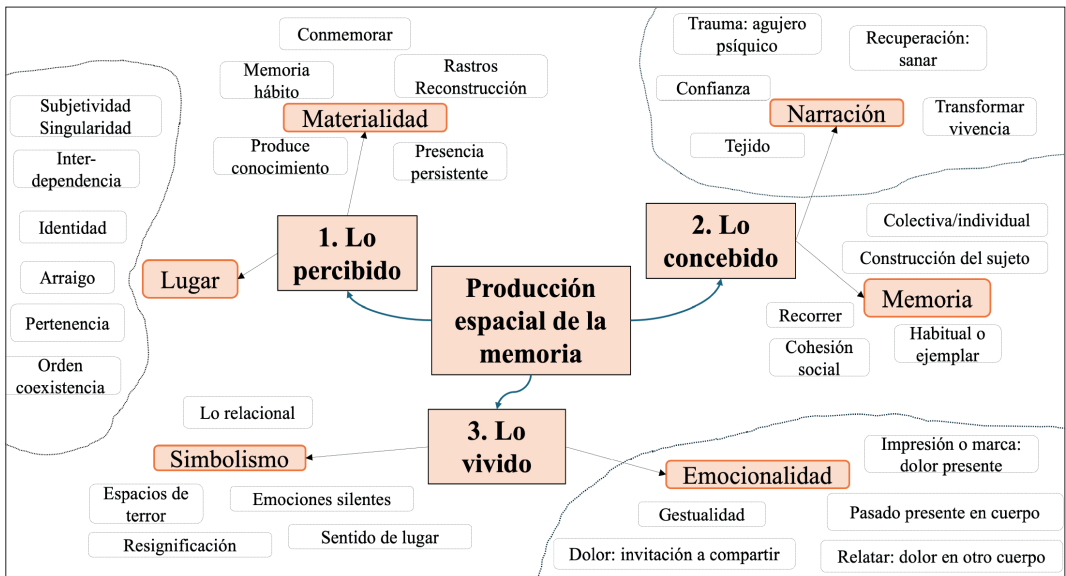 Conmemorar
Memoria
hábito
Rastros
Reconstrucción
Materialidad
Produce
conocimiento
Presencia
persistente
Trauma: agujero
psíquico
Recuperación:
sanar
Confianza
Narración
Transformar
vivencia
Tejido
Subjetividad
Singularidad
Inter-
dependencia
Identidad
Arraigo
Pertenencia
Orden
coexistencia
Lugar
1. Lo
percibido
2. Lo
concebido
Producción
espacial de la
memoria
Colectiva/individual
Construcción del sujeto
Memoria
Recorrer
Cohesión
social
Habitual o
ejemplar
Lo relacional
Simbolismo
3. Lo
vivido
Espacios de
terror
Emociones silentes
Resignificación
Sentido de lugar
Emocionalidad
Impresión o marca:
dolor presente
Gestualidad
Pasado presente en cuerpo
Dolor: invitación a compartir
Relatar: dolor en otro cuerpo